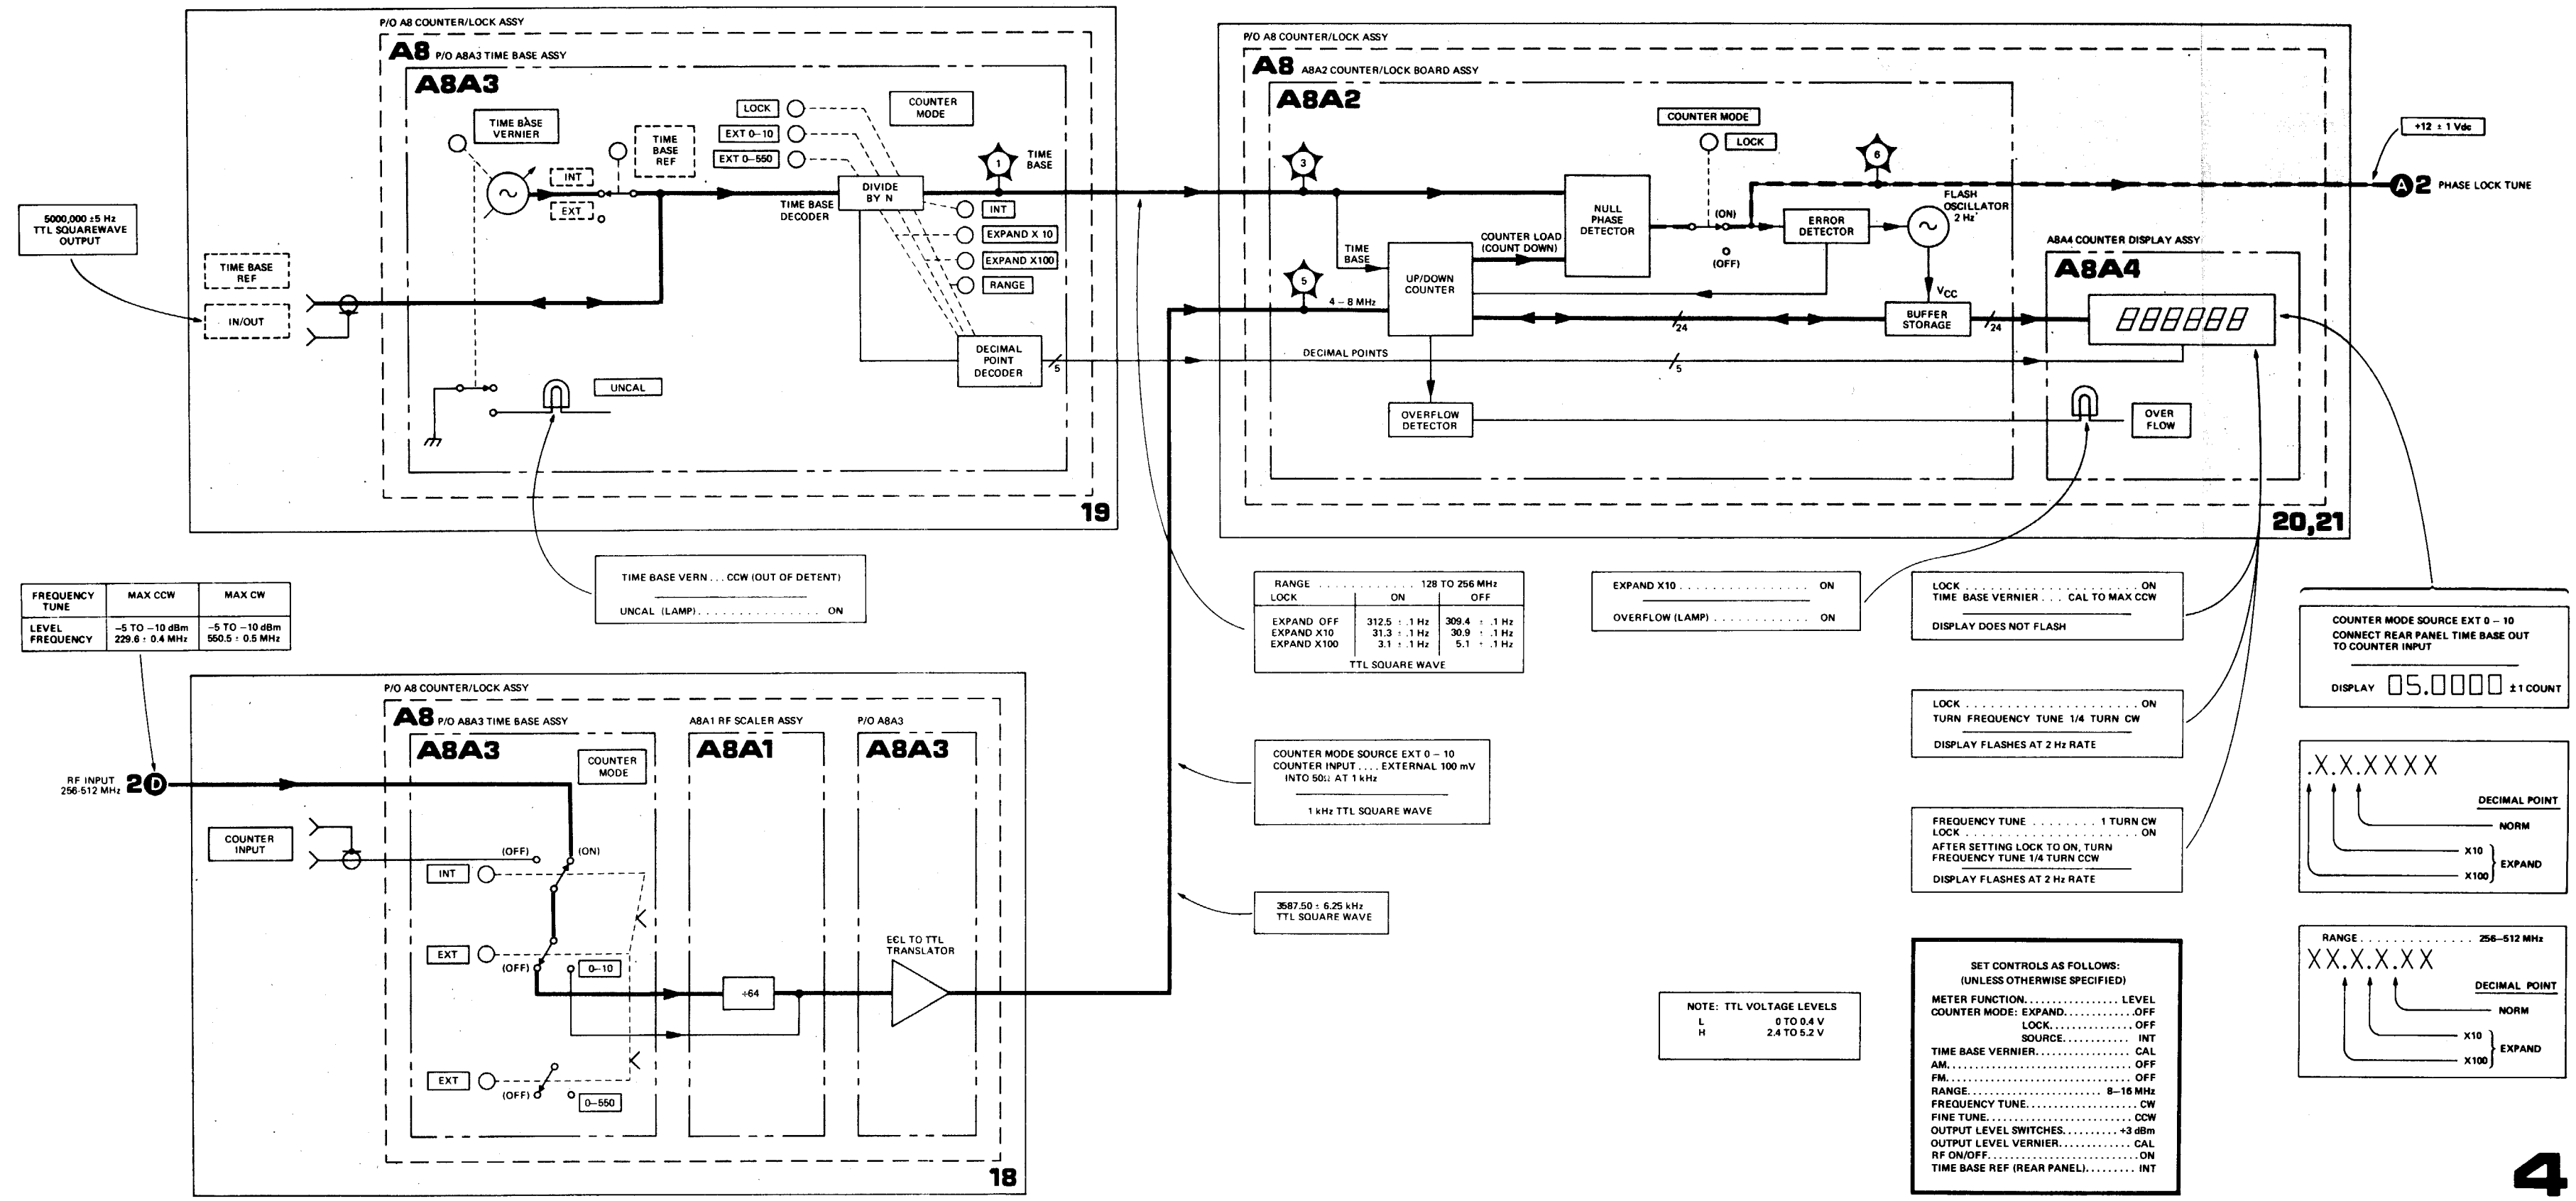 P/O A8 COUNTER/LOCK ASSY
A8 P/O A8A3 TIME BASE ASSY
A8A3
TIME BASE
VERNIER
INT
EXT
TIME
BASE
REF
LOCK
EXT 0–10
EXT 0–550
COUNTER
MODE
1
TIME
BASE
DIVIDE
BY N
TIME BASE
DECODER
INT
EXPAND X 10
EXPAND X100
RANGE
5000,000 ±5 Hz
TTL SQUAREWAVE
OUTPUT
TIME BASE
REF
IN/OUT
DECIMAL
POINT
DECODER
5
UNCAL
19
P/O A8 COUNTER/LOCK ASSY
A8 A8A2 COUNTER/LOCK BOARD ASSY
A8A2
3
COUNTER MODE
LOCK
6
+12 ± 1 Vdc
A 2 PHASE LOCK TUNE
NULL
PHASE
DETECTOR
(ON)
(OFF)
ERROR
DETECTOR
FLASH
OSCILLATOR
2 Hz
COUNTER LOAD
(COUNT DOWN)
TIME
BASE
UP/DOWN
COUNTER
5
4 – 8 MHz
VCC
BUFFER
STORAGE
24
24
A8A4 COUNTER DISPLAY ASSY
A8A4
888888
DECIMAL POINTS
5
OVERFLOW
DETECTOR
OVER
FLOW
20,21
TIME BASE VERN . . . CCW (OUT OF DETENT)
UNCAL (LAMP) . . . . . . . . . . . . . . . . ON
FREQUENCY TUNE MAX CCW MAX CW
LEVEL –5 TO –10 dBm –5 TO –10 dBm
FREQUENCY 229.6 ± 0.4 MHz 550.5 ± 0.5 MHz
RANGE . . . . . . . . . . . . 128 TO 256 MHz
LOCK ON OFF
EXPAND OFF 312.5 ± .1 Hz 309.4 ± .1 Hz
EXPAND X10 31.3 ± .1 Hz 30.9 ± .1 Hz
EXPAND X100 3.1 ± .1 Hz 5.1 ± .1 Hz
TTL SQUARE WAVE
EXPAND X10 . . . . . . . . . . . . . . . . ON
OVERFLOW (LAMP) . . . . . . . . . . . . ON
LOCK . . . . . . . . . . . . . . . . . . . . . ON
TIME BASE VERNIER . . . CAL TO MAX CCW
DISPLAY DOES NOT FLASH
COUNTER MODE SOURCE EXT 0 – 10
CONNECT REAR PANEL TIME BASE OUT
TO COUNTER INPUT
DISPLAY 05.0000 ±1 COUNT
LOCK . . . . . . . . . . . . . . . . . . . . . ON
TURN FREQUENCY TUNE 1/4 TURN CW
DISPLAY FLASHES AT 2 Hz RATE
COUNTER MODE SOURCE EXT 0 – 10
COUNTER INPUT . . . . EXTERNAL 100 mV
INTO 50Ω AT 1 kHz
1 kHz TTL SQUARE WAVE
.X.X.XXXX
DECIMAL POINT
NORM
X10
X100
EXPAND
FREQUENCY TUNE . . . . . . . . . 1 TURN CW
LOCK . . . . . . . . . . . . . . . . . . . . . ON
AFTER SETTING LOCK TO ON, TURN
FREQUENCY TUNE 1/4 TURN CCW
DISPLAY FLASHES AT 2 Hz RATE
3587.50 ± 6.25 kHz
TTL SQUARE WAVE
RANGE . . . . . . . . . . . . . . 256–512 MHz
XX.X.X.XX
DECIMAL POINT
NORM
X10
X100
EXPAND
P/O A8 COUNTER/LOCK ASSY
A8 P/O A8A3 TIME BASE ASSY
A8A3
A8A1 RF SCALER ASSY
A8A1
P/O A8A3
A8A3
COUNTER
MODE
RF INPUT
256-512 MHz
2 D
COUNTER
INPUT
(OFF)
(ON)
INT
EXT
(OFF)
0–10
÷64
ECL TO TTL
TRANSLATOR
EXT
(OFF)
0–550
18
NOTE: TTL VOLTAGE LEVELS
L 0 TO 0.4 V
H 2.4 TO 5.2 V
SET CONTROLS AS FOLLOWS:
(UNLESS OTHERWISE SPECIFIED)
METER FUNCTION. . . . . . . . . . . . . . . LEVEL
COUNTER MODE: EXPAND. . . . . . . . . . . OFF
LOCK. . . . . . . . . . . . . OFF
SOURCE. . . . . . . . . . . INT
TIME BASE VERNIER. . . . . . . . . . . . . . CAL
AM. . . . . . . . . . . . . . . . . . . . . . . OFF
FM. . . . . . . . . . . . . . . . . . . . . . . OFF
RANGE. . . . . . . . . . . . . . . . . . . 8–16 MHz
FREQUENCY TUNE. . . . . . . . . . . . . . . CW
FINE TUNE. . . . . . . . . . . . . . . . . . . CCW
OUTPUT LEVEL SWITCHES. . . . . . . . . +3 dBm
OUTPUT LEVEL VERNIER. . . . . . . . . . . CAL
RF ON/OFF. . . . . . . . . . . . . . . . . . . ON
TIME BASE REF (REAR PANEL). . . . . . . . INT
4